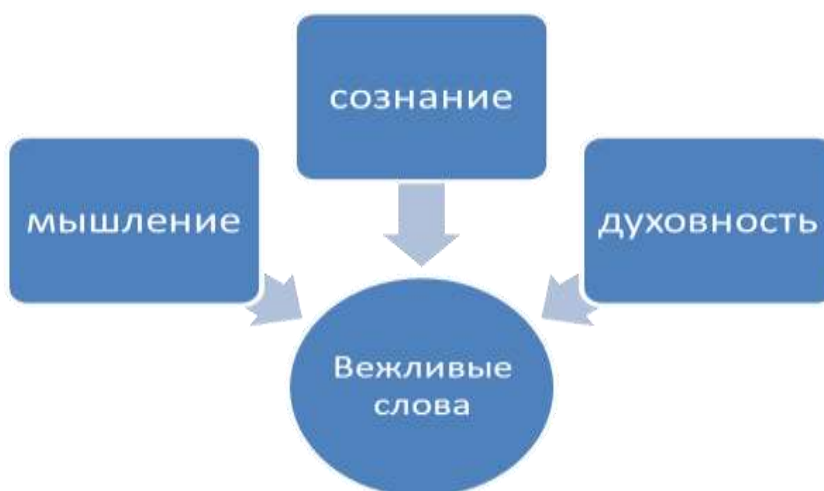 сознание
мышление
духовность
Вежливые
слова